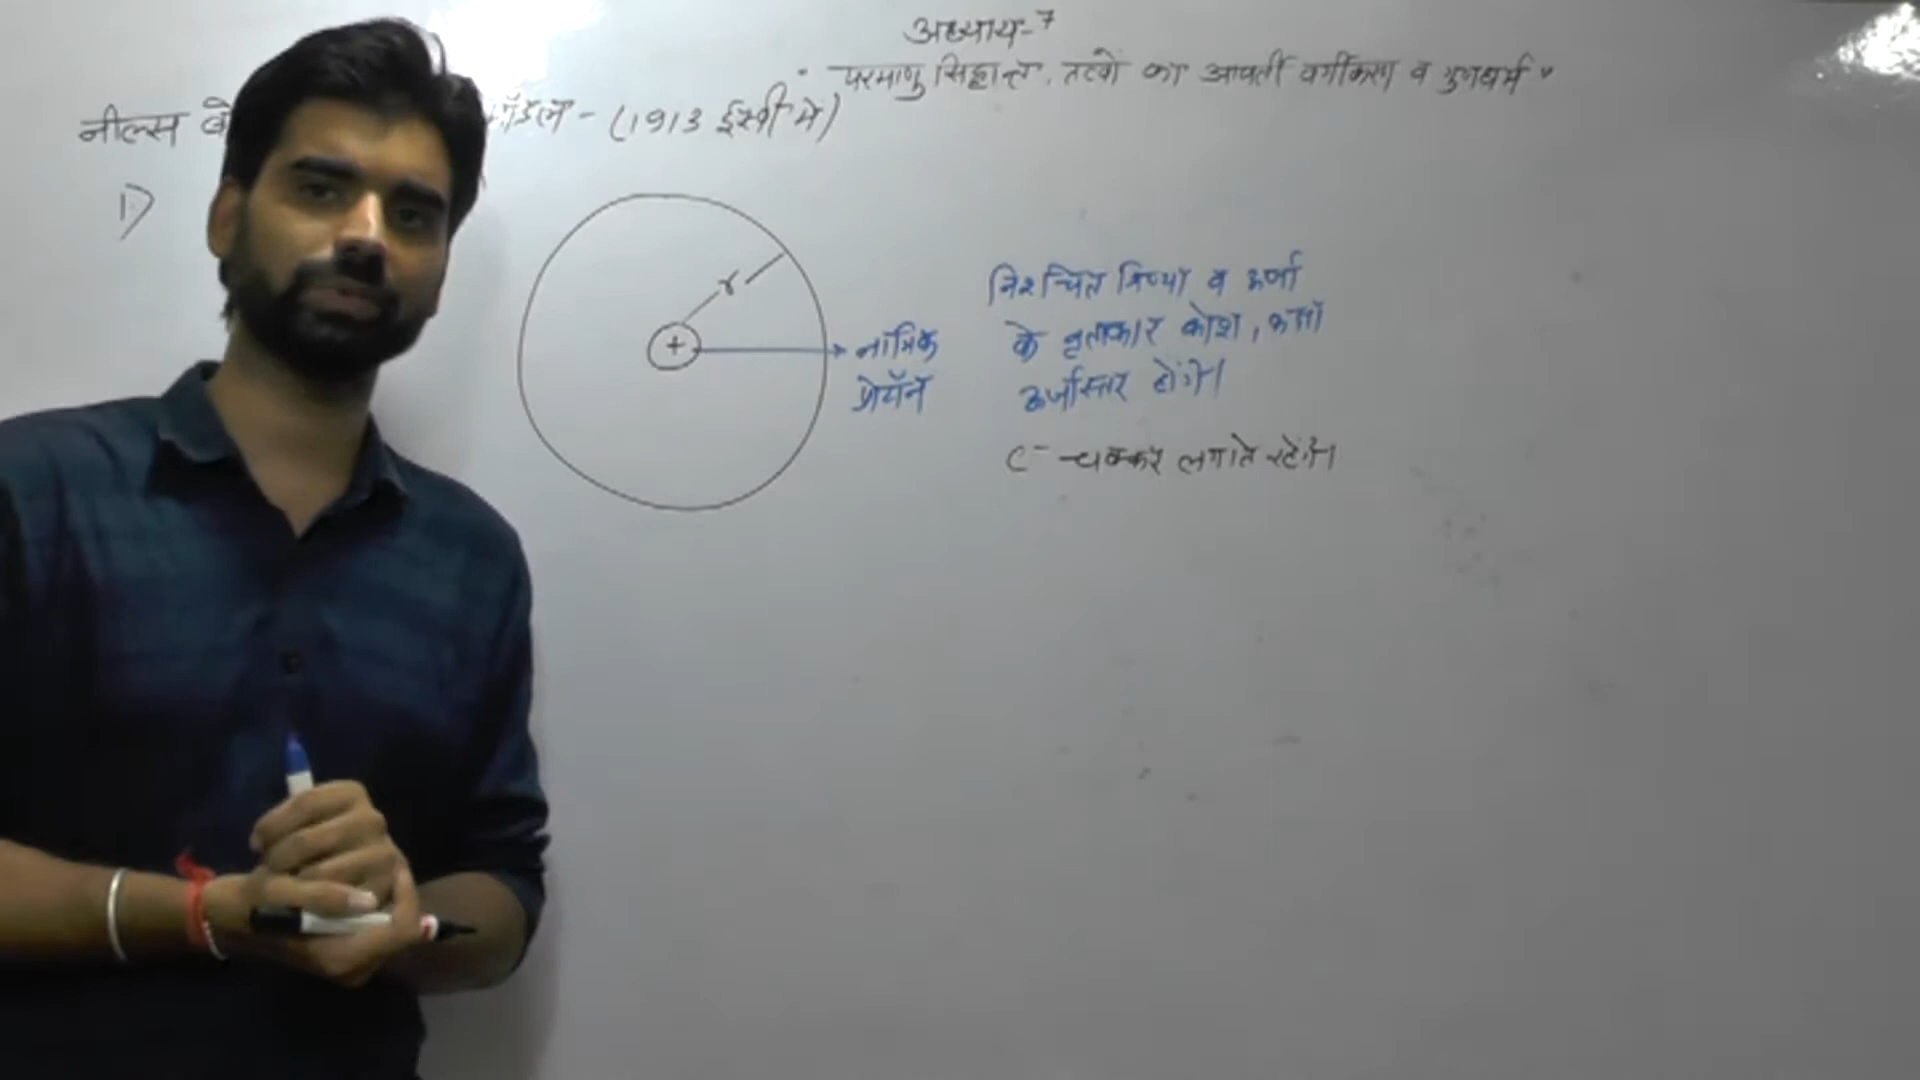 अध्याय-7
"परमाणु सिद्धान्त, तत्वों का आवर्ती वर्गीकरण व गुणधर्म"
नील्स मॉडल - (1913 ईस्वी में)
1)
r
+
नाभिक
प्रोटॉन
निश्चित त्रिज्या व ऊर्जा
के वृताकार कोश, कक्षा
ऊर्जास्तर होंगे।
e⁻ चक्कर लगाते रहेंगे।